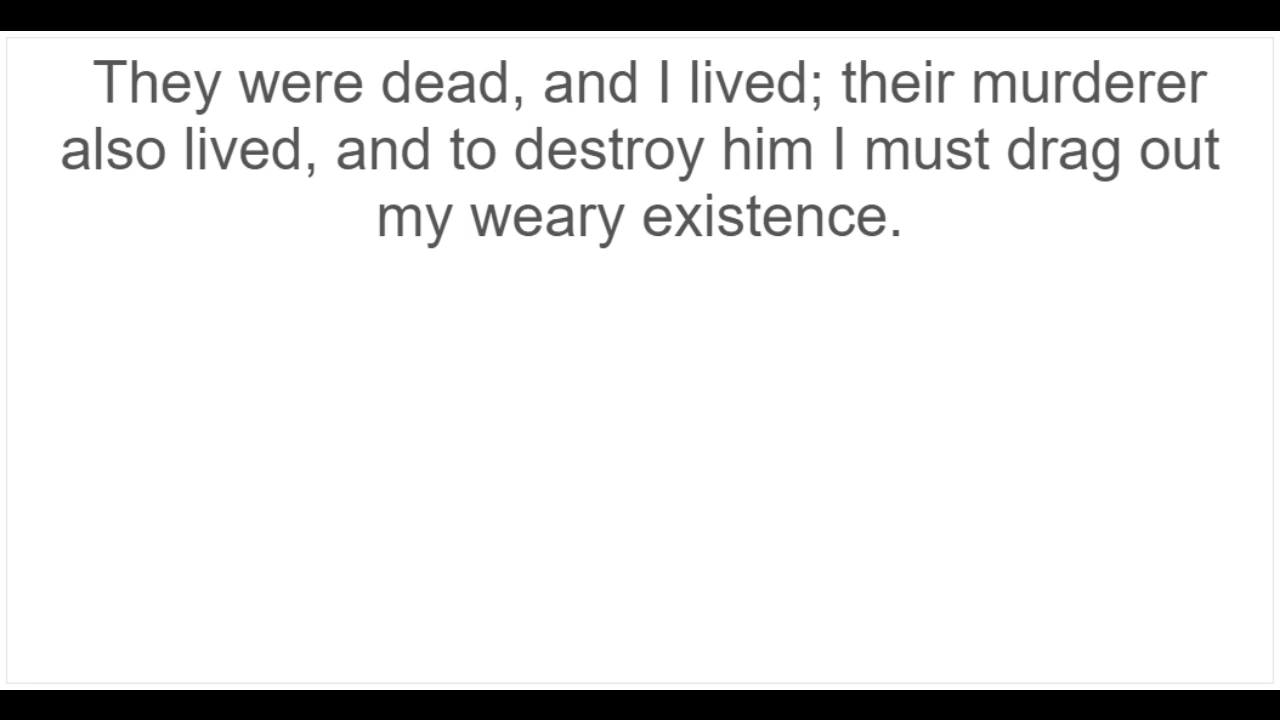 They were dead, and I lived; their murderer
also lived, and to destroy him I must drag out
my weary existence.